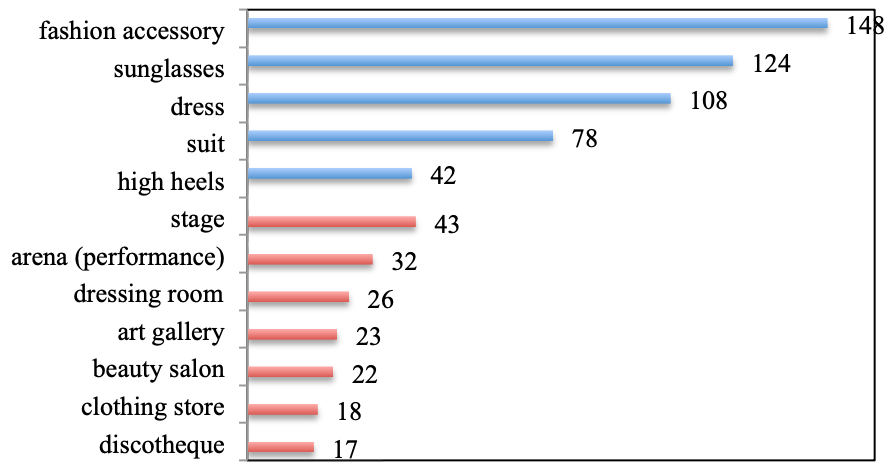 fashion accessory 148
sunglasses 124
dress 108
suit 78
high heels 42
stage 43
arena (performance) 32
dressing room 26
art gallery 23
beauty salon 22
clothing store 18
discotheque 17